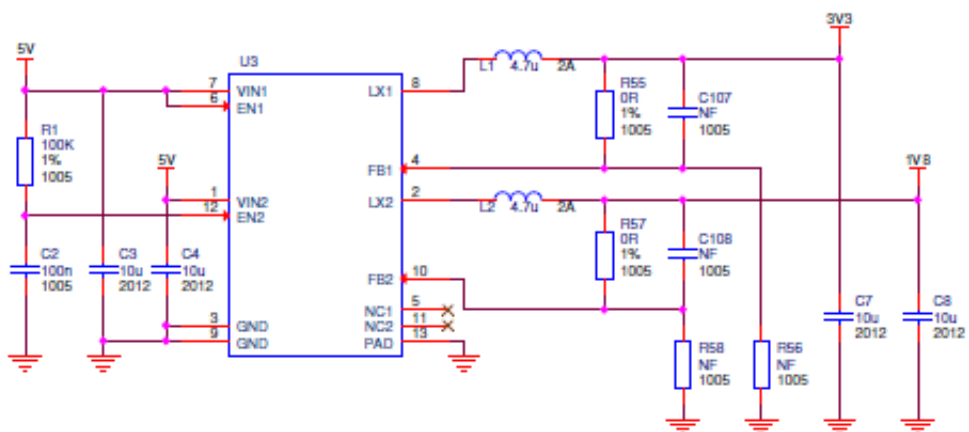 3V3
5V
U3
L1 4.7u 2A
7 VIN1
LX1 8
6 EN1
R55
0R
1%
1005
C107
NF
1005
R1
100K
1%
1005
5V
FB1 4
1V8
1 VIN2
LX2 2
12 EN2
L2 4.7u 2A
R57
0R
1%
1005
C108
NF
1005
C2
100n
1005
C3
10u
2012
C4
10u
2012
FB2 10
NC1 5
NC2 11
PAD 13
3 GND
9 GND
C7
10u
2012
C8
10u
2012
R58
NF
1005
R56
NF
1005